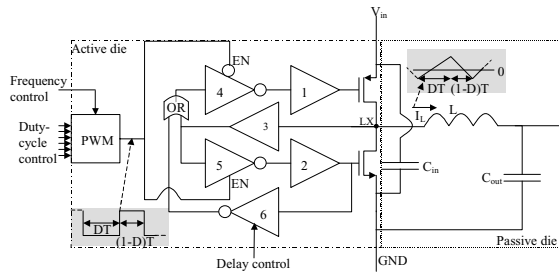 Vin
Active die
EN
0
DT (1-D)T
Frequency control
4
1
OR
IL
L
LX
PWM
3
Duty-cycle control
5
2
EN
Cin
Cout
6
DT
(1-D)T
Delay control
GND
Passive die